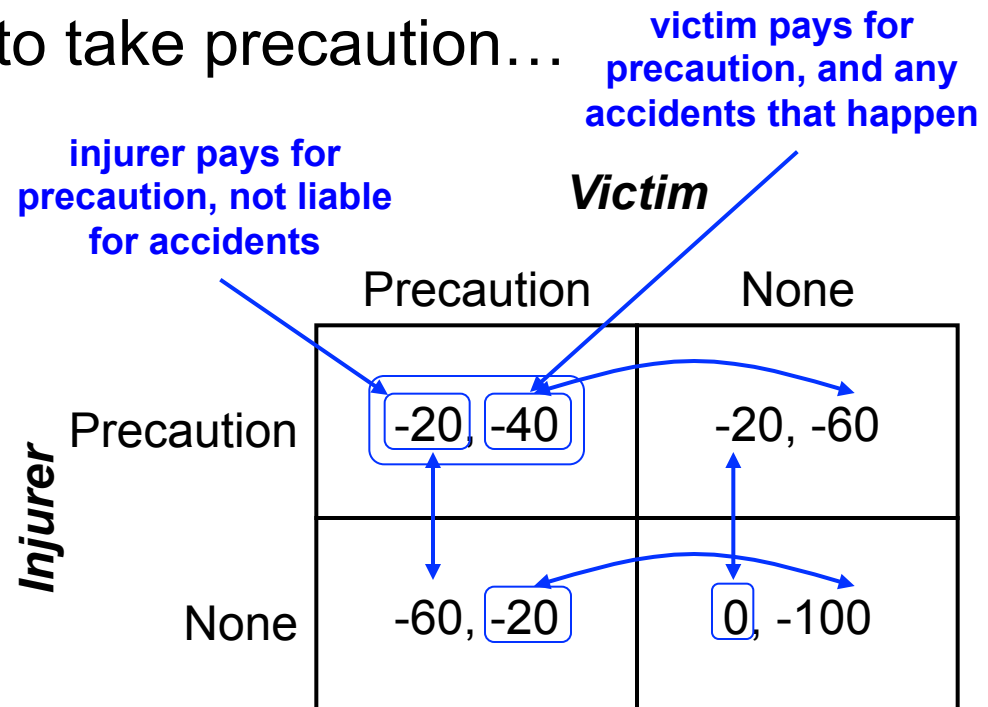 to take precaution…
victim pays for
precaution, and any
accidents that happen
injurer pays for
precaution, not liable
for accidents
Victim
Precaution None
Injurer
Precaution -20, -40 -20, -60
None -60, -20 0, -100